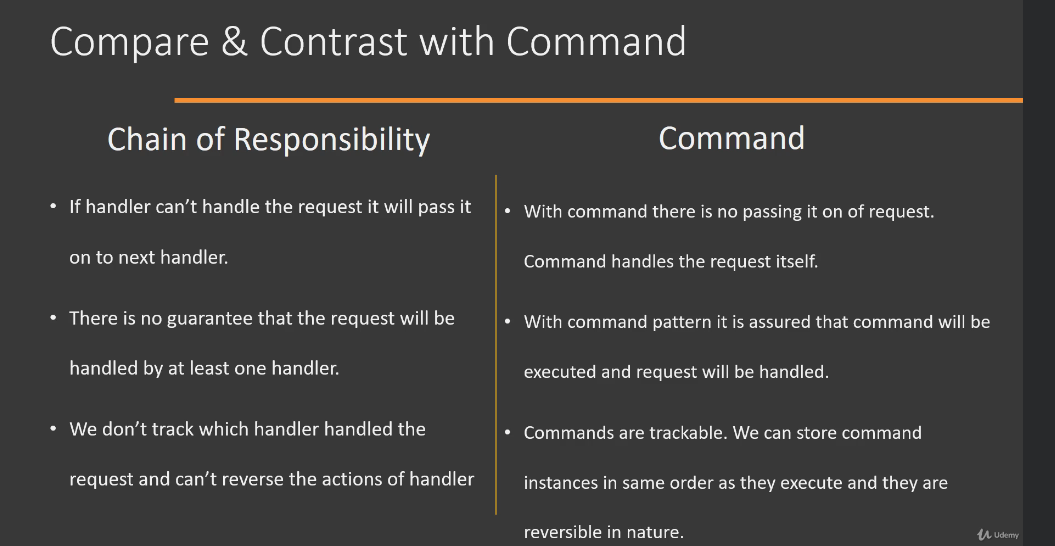 Compare & Contrast with Command
Chain of Responsibility
• If handler can’t handle the request it will pass it
on to next handler.
• There is no guarantee that the request will be
handled by at least one handler.
• We don’t track which handler handled the
request and can’t reverse the actions of handler
Command
• With command there is no passing it on of request.
Command handles the request itself.
• With command pattern it is assured that command will be
executed and request will be handled.
• Commands are trackable. We can store command
instances in same order as they execute and they are
reversible in nature.
Udemy